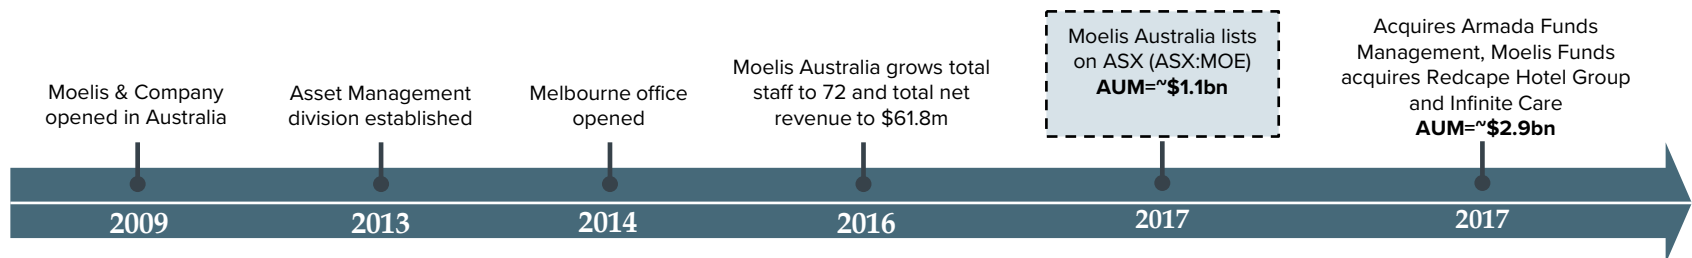 Moelis & Company
opened in Australia
2009
Asset Management
division established
2013
Melbourne office
opened
2014
Moelis Australia grows total
staff to 72 and total net
revenue to $61.8m
2016
Moelis Australia lists
on ASX (ASX:MOE)
AUM=~$1.1bn
2017
Acquires Armada Funds
Management, Moelis Funds
acquires Redcape Hotel Group
and Infinite Care
AUM=~$2.9bn
2017